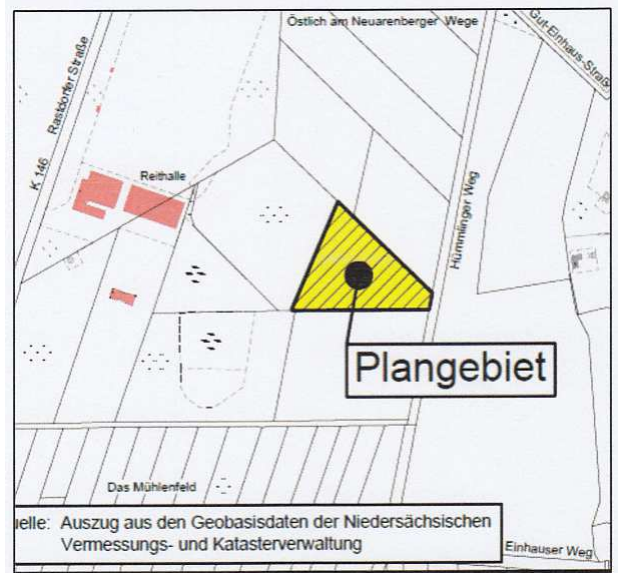 Östlich am Neuarenberger Wege
Gut-Einhaus-Straße
Rastdorfer Straße
K 146
Reithalle
Hümmlinger Weg
Plangebiet
Das Mühlenfeld
uelle: Auszug aus den Geobasisdaten der Niedersächsischen
Vermessungs- und Katasterverwaltung
Einhauser Weg